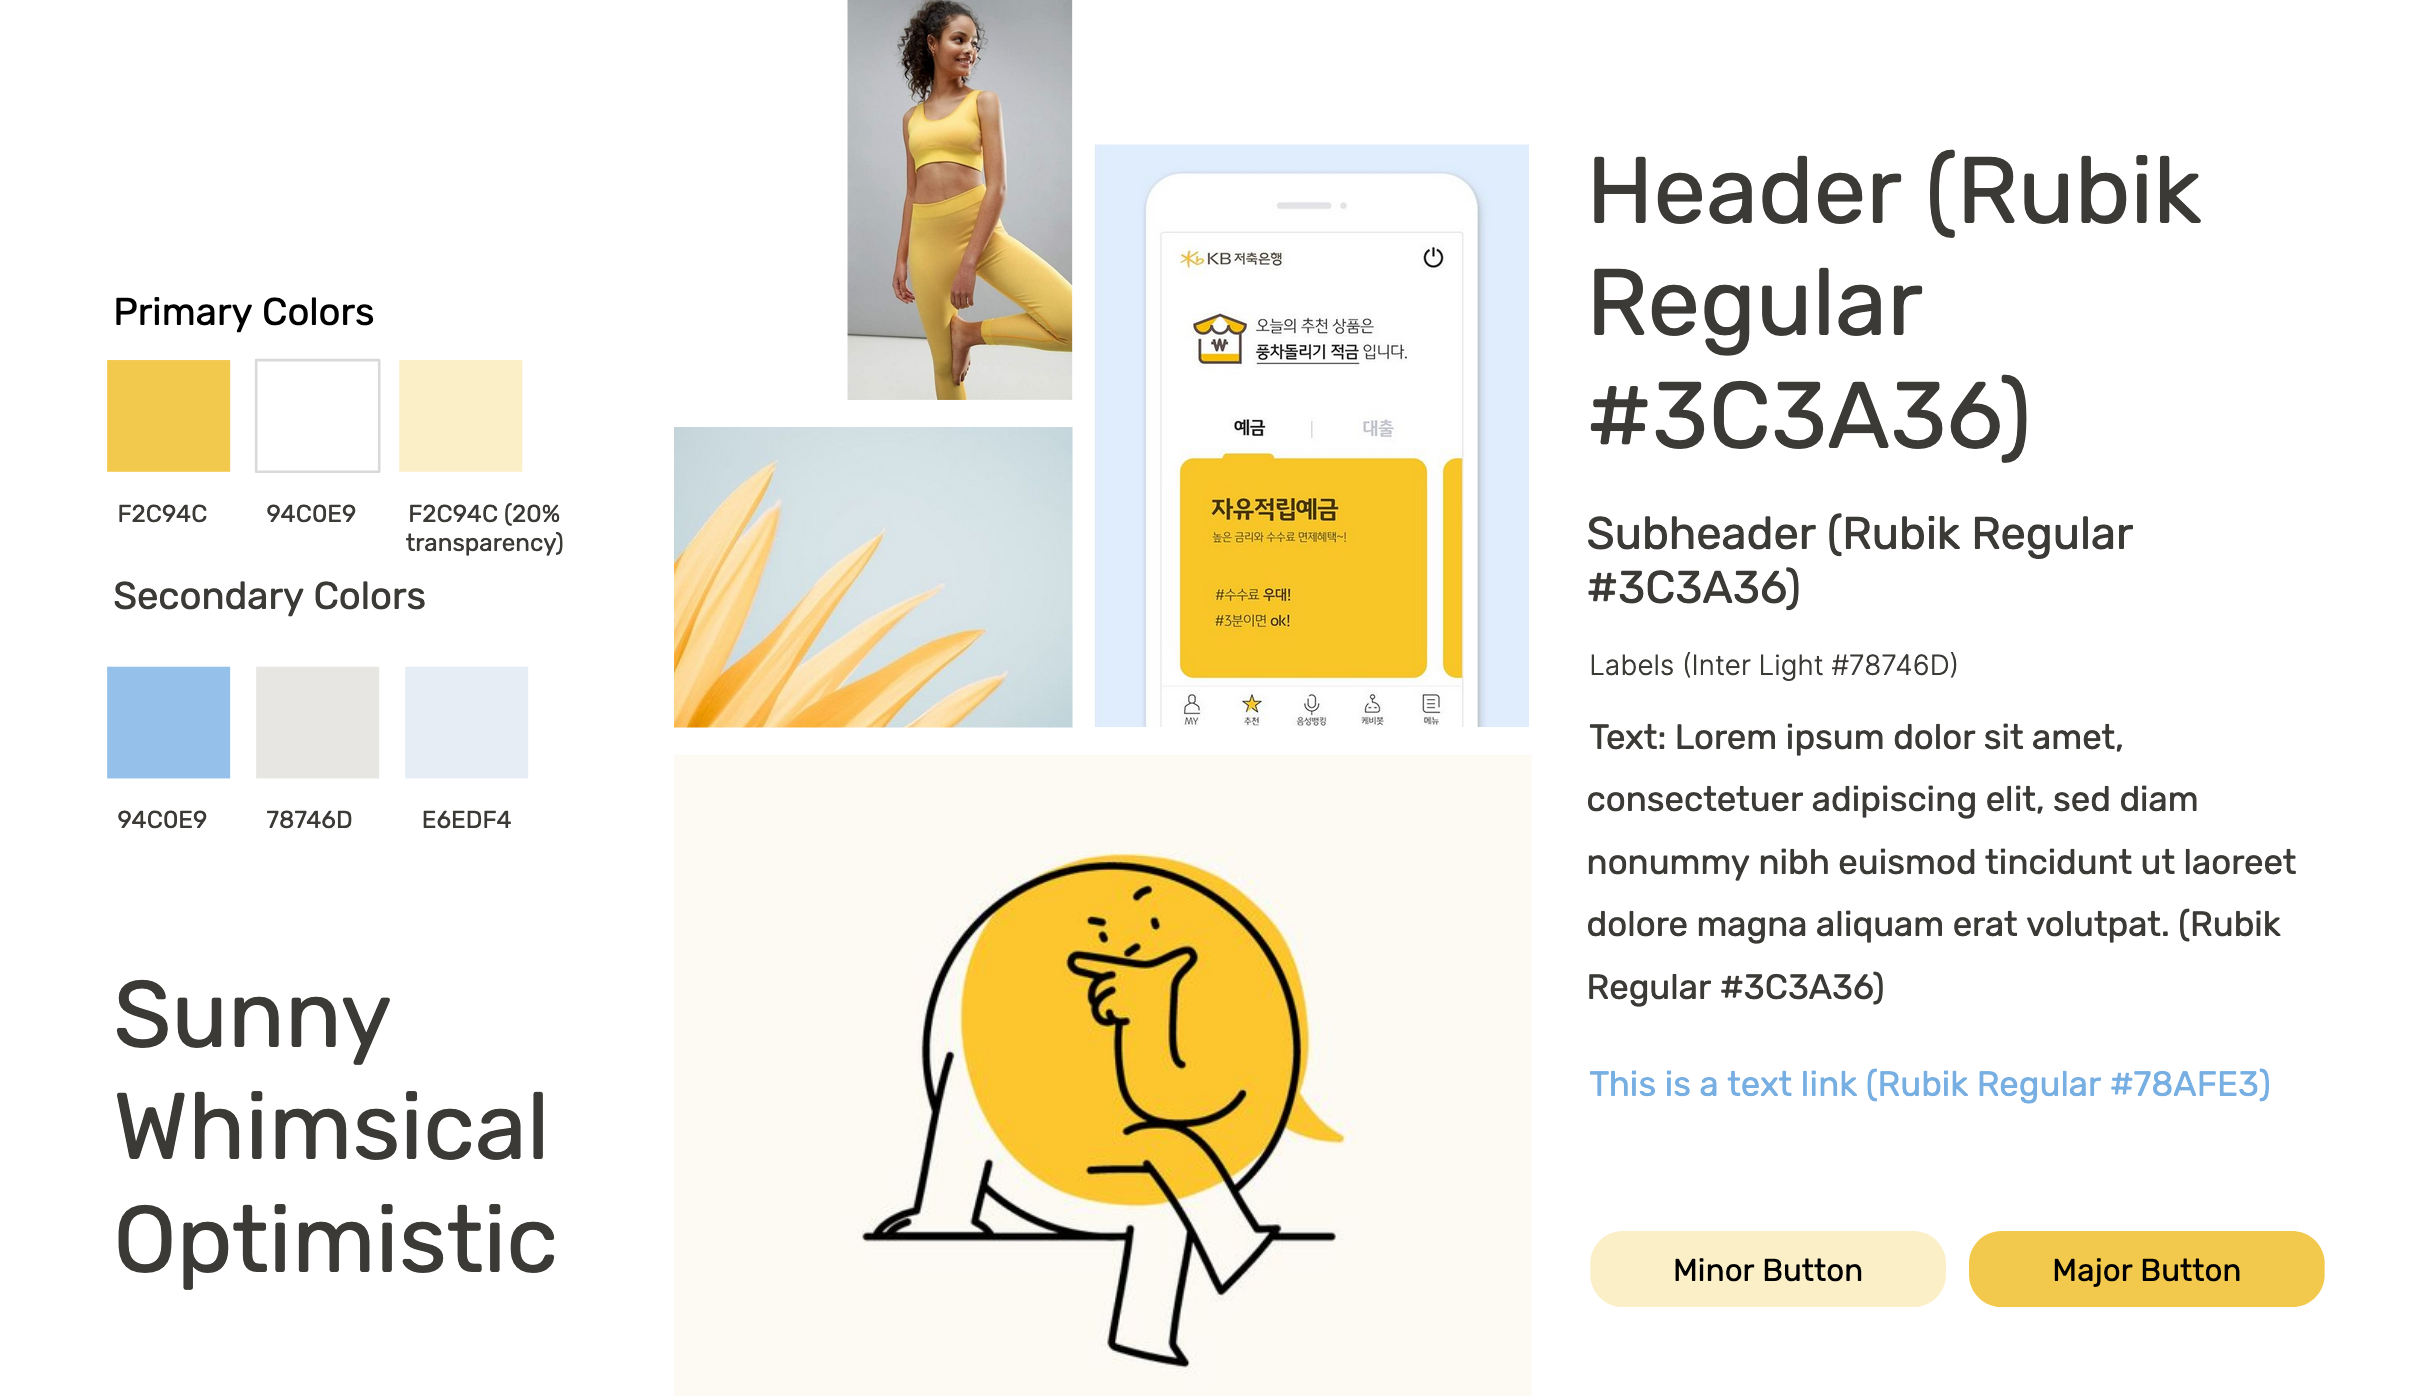 Primary Colors
F2C94C
94C0E9
F2C94C (20%
transparency)
Secondary Colors
94C0E9
78746D
E6EDF4
Sunny
Whimsical
Optimistic
KB 저축은행
오늘의 추천 상품은
풍차돌리기 적금 입니다.
예금
대출
자유적립예금
높은 금리와 수수료 면제혜택~!
#수수료 우대!
#3분이면 ok!
MY
추천
음성뱅킹
케비봇
메뉴
Header (Rubik
Regular
#3C3A36)
Subheader (Rubik Regular
#3C3A36)
Labels (Inter Light #78746D)
Text: Lorem ipsum dolor sit amet,
consectetuer adipiscing elit, sed diam
nonummy nibh euismod tincidunt ut laoreet
dolore magna aliquam erat volutpat. (Rubik
Regular #3C3A36)
This is a text link (Rubik Regular #78AFE3)
Minor Button
Major Button